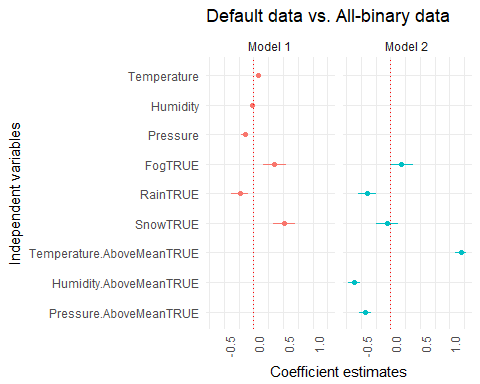 Default data vs. All-binary data
Model 1
Model 2
Independent variables
Temperature
Humidity
Pressure
FogTRUE
RainTRUE
SnowTRUE
Temperature.AboveMeanTRUE
Humidity.AboveMeanTRUE
Pressure.AboveMeanTRUE
-0.5 0.0 0.5 1.0 -0.5 0.0 0.5 1.0
Coefficient estimates